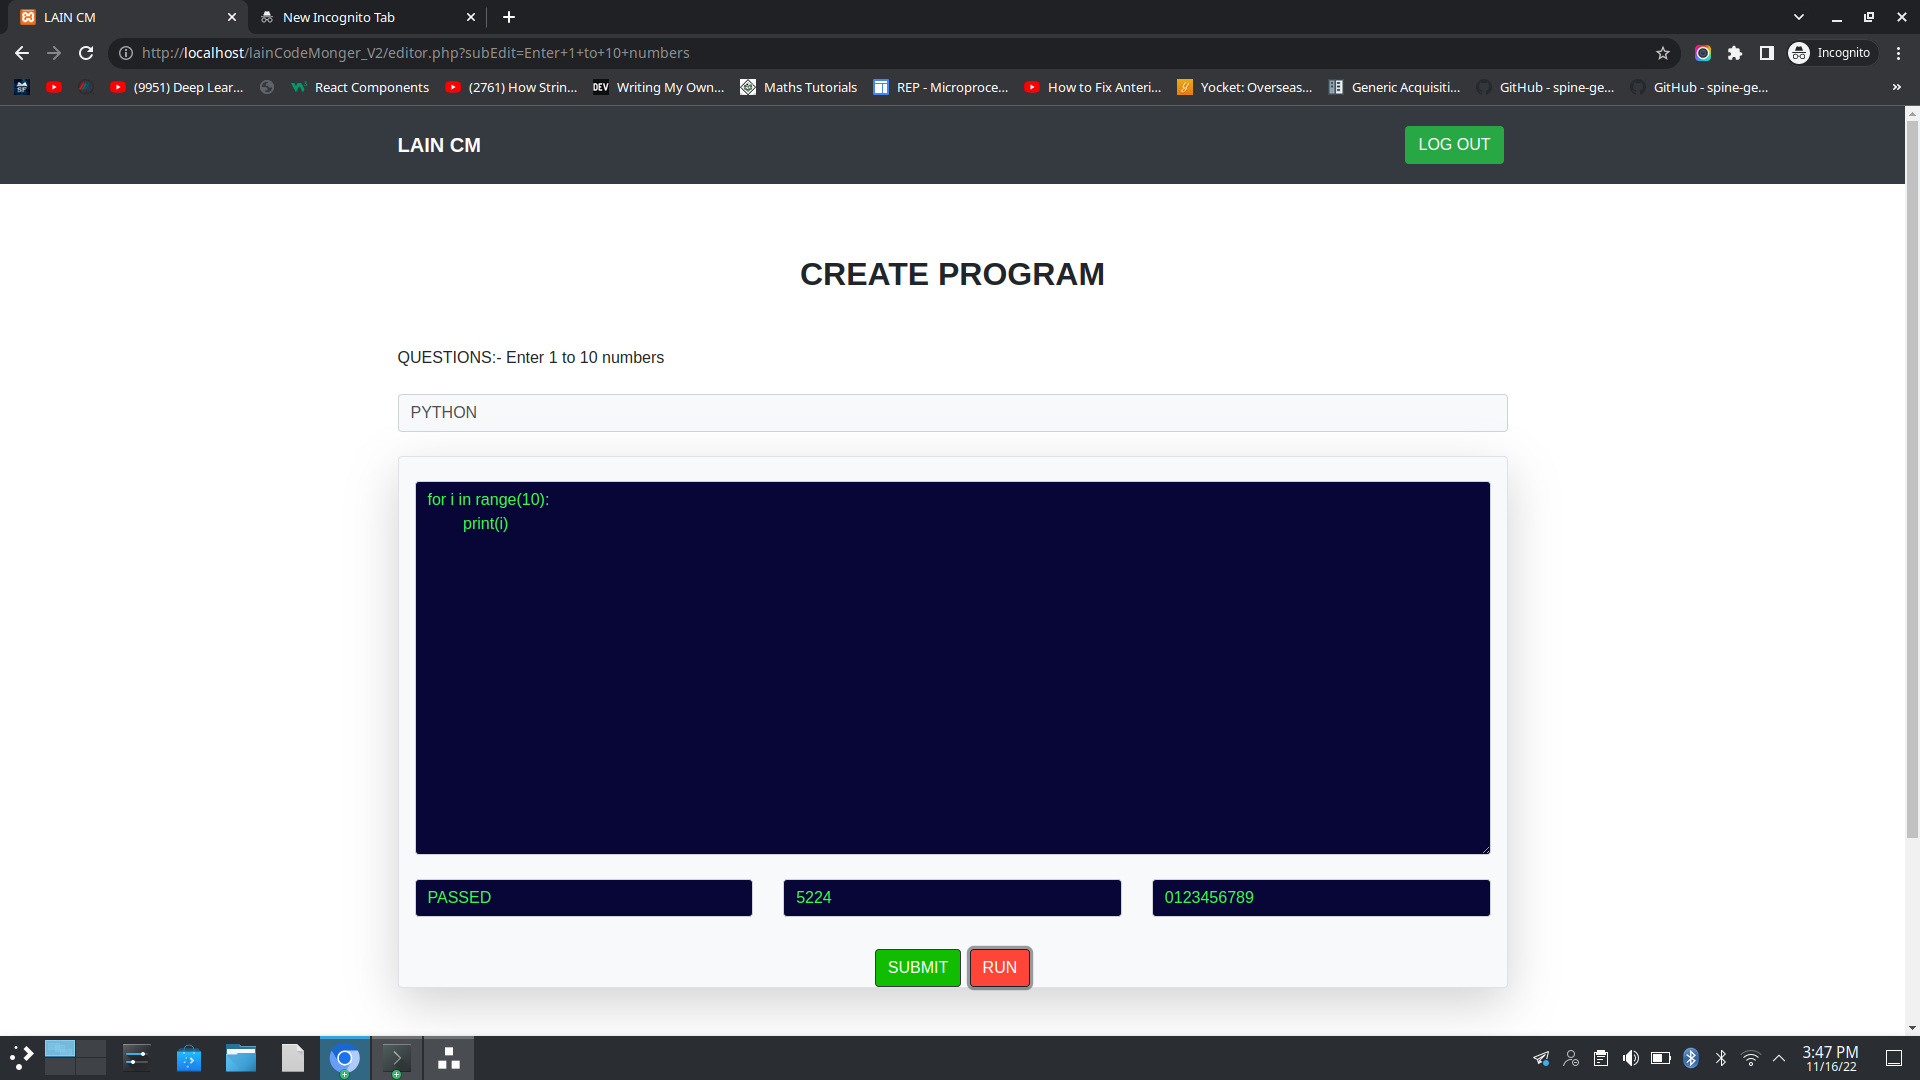 LAIN CM
New Incognito Tab
http://localhost/lainCodeMonger_V2/editor.php?subEdit=Enter+1+to+10+numbers
Incognito
(9951) Deep Lear...
React Components
(2761) How Strin...
DEV
Writing My Own...
Maths Tutorials
REP - Microproce...
How to Fix Anteri...
Yocket: Overseas...
Generic Acquisiti...
GitHub - spine-ge...
GitHub - spine-ge...
»
LAIN CM
LOG OUT
CREATE PROGRAM
QUESTIONS:- Enter 1 to 10 numbers
PYTHON
for i in range(10):
print(i)
PASSED
5224
0123456789
SUBMIT
RUN
3:47 PM
11/16/22